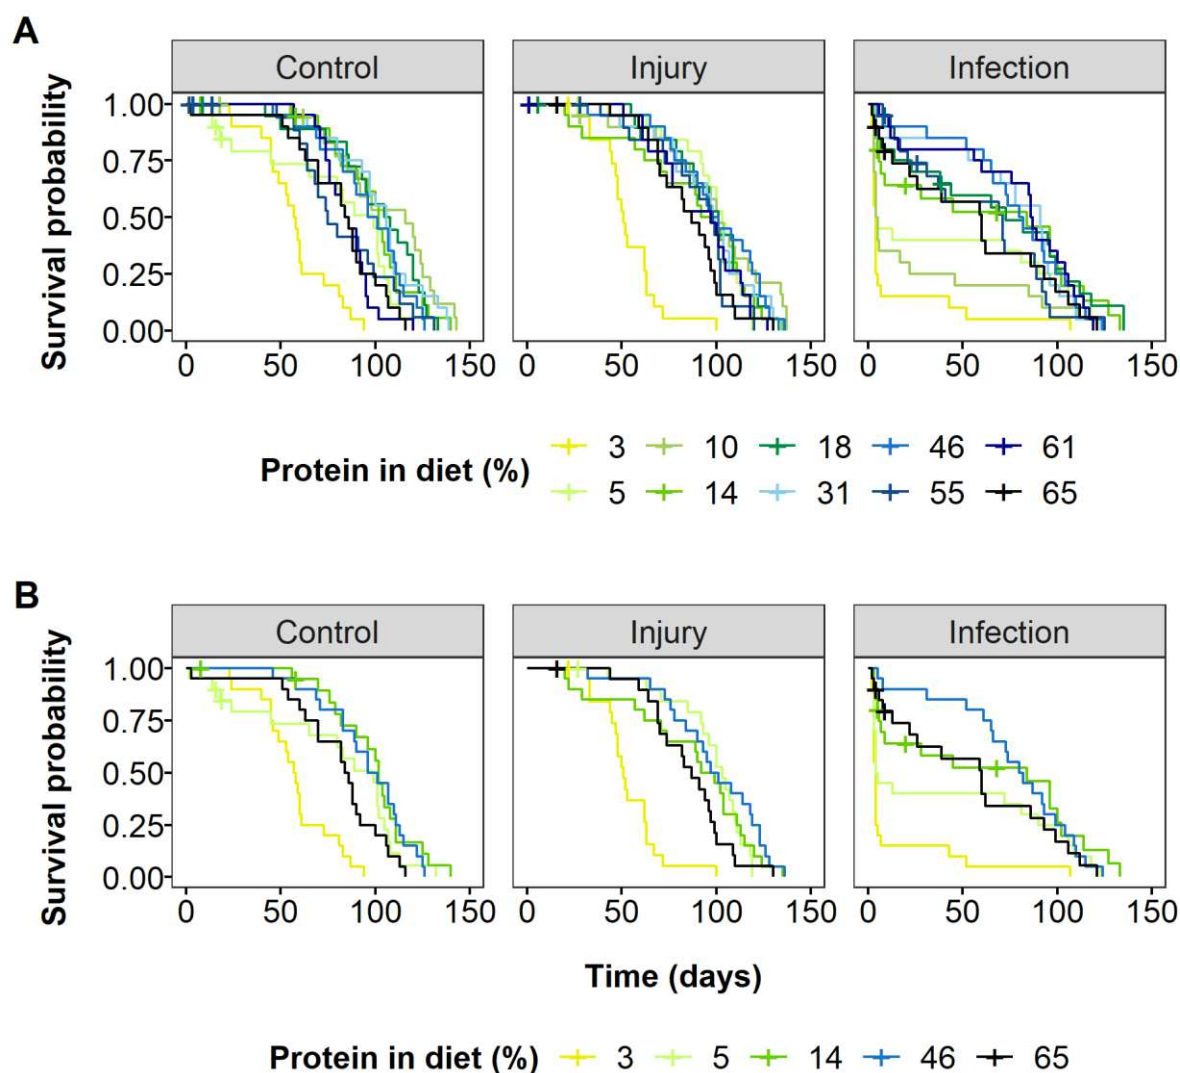 A
Control Injury Infection
Survival probability
1.00
0.75
0.50
0.25
0.00
0 50 100 150 0 50 100 150 0 50 100 150
Protein in diet (%)
3 10 18 46 61
5 14 31 55 65
B
Control Injury Infection
Survival probability
1.00
0.75
0.50
0.25
0.00
0 50 100 150 0 50 100 150 0 50 100 150
Time (days)
Protein in diet (%) 3 5 14 46 65